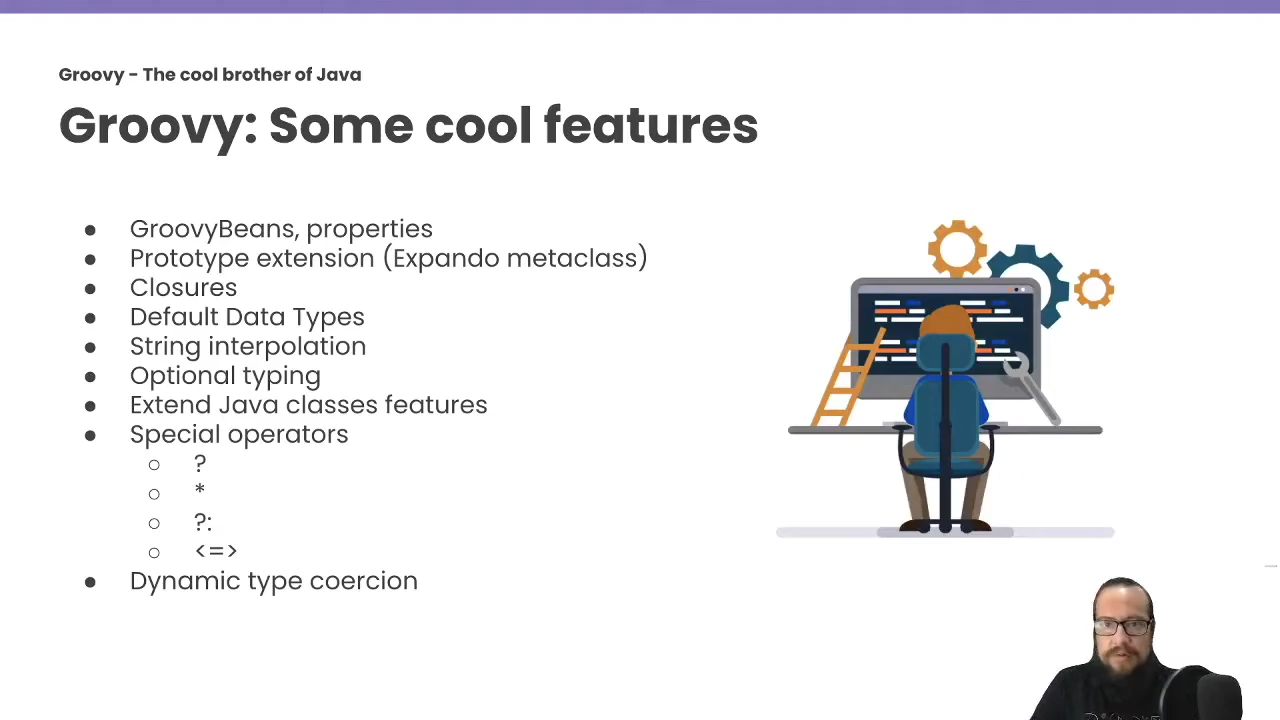 Groovy - The cool brother of Java
Groovy: Some cool features
● GroovyBeans, properties
● Prototype extension (Expando metaclass)
● Closures
● Default Data Types
● String interpolation
● Optional typing
● Extend Java classes features
● Special operators
○ ?
○ *
○ ?:
○ <=>
● Dynamic type coercion